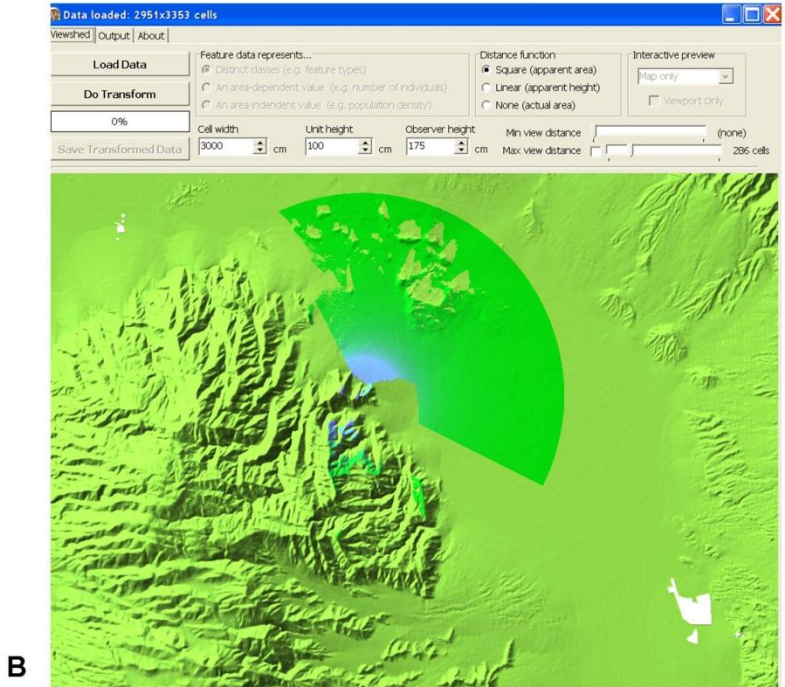 Data loaded: 2951x3353 cells
Viewshed Output About
Load Data
Do Transform
0%
Save Transformed Data
Feature data represents...
Distinct classes (e.g. feature types)
An area-dependent value (e.g. number of individuals)
An area-indendent value (e.g. population density)
Distance function
Square (apparent area)
Linear (apparent height)
None (actual area)
Interactive preview
Map only
Viewport Only
Cell width
3000 cm
Unit height
100 cm
Observer height
175 cm
Min view distance (none)
Max view distance 286 cells
B